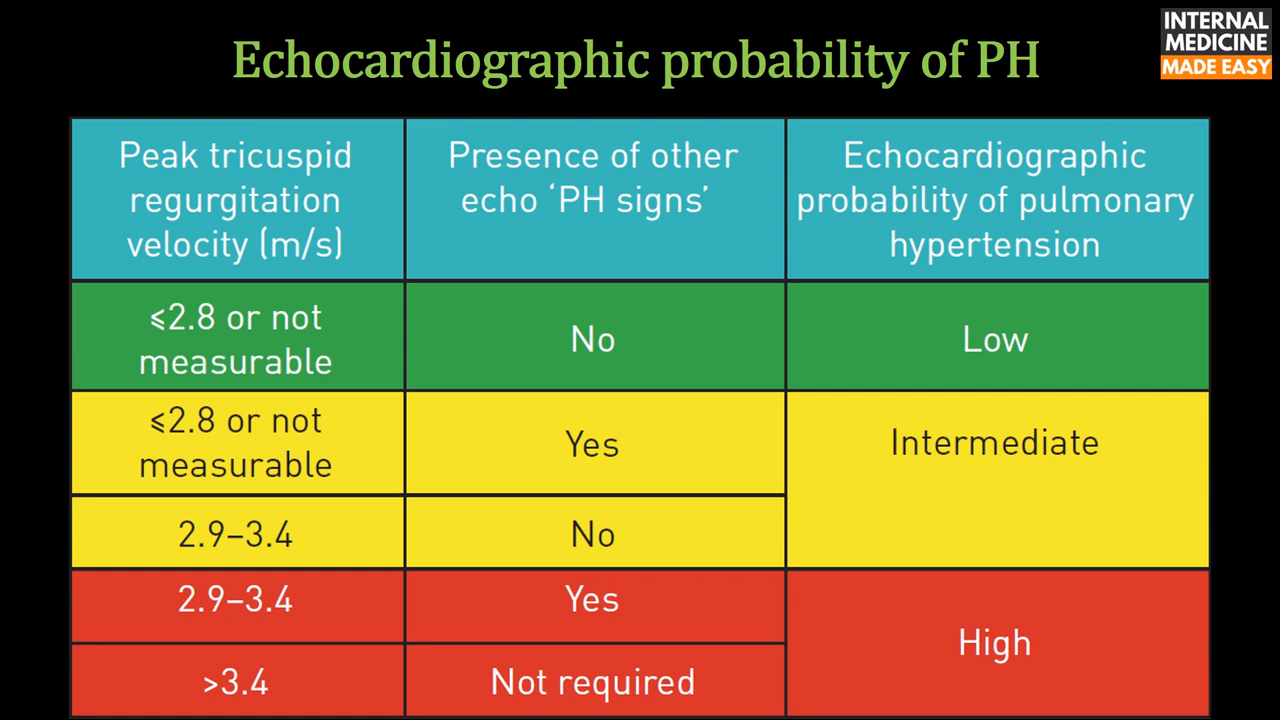 Echocardiographic probability of PH
INTERNAL
MEDICINE
MADE EASY
Peak tricuspid
regurgitation
velocity (m/s)
Presence of other
echo ‘PH signs’
Echocardiographic
probability of pulmonary
hypertension
⩽2.8 or not
measurable
No
Low
⩽2.8 or not
measurable
Yes
Intermediate
2.9–3.4
No
2.9–3.4
Yes
High
>3.4
Not required